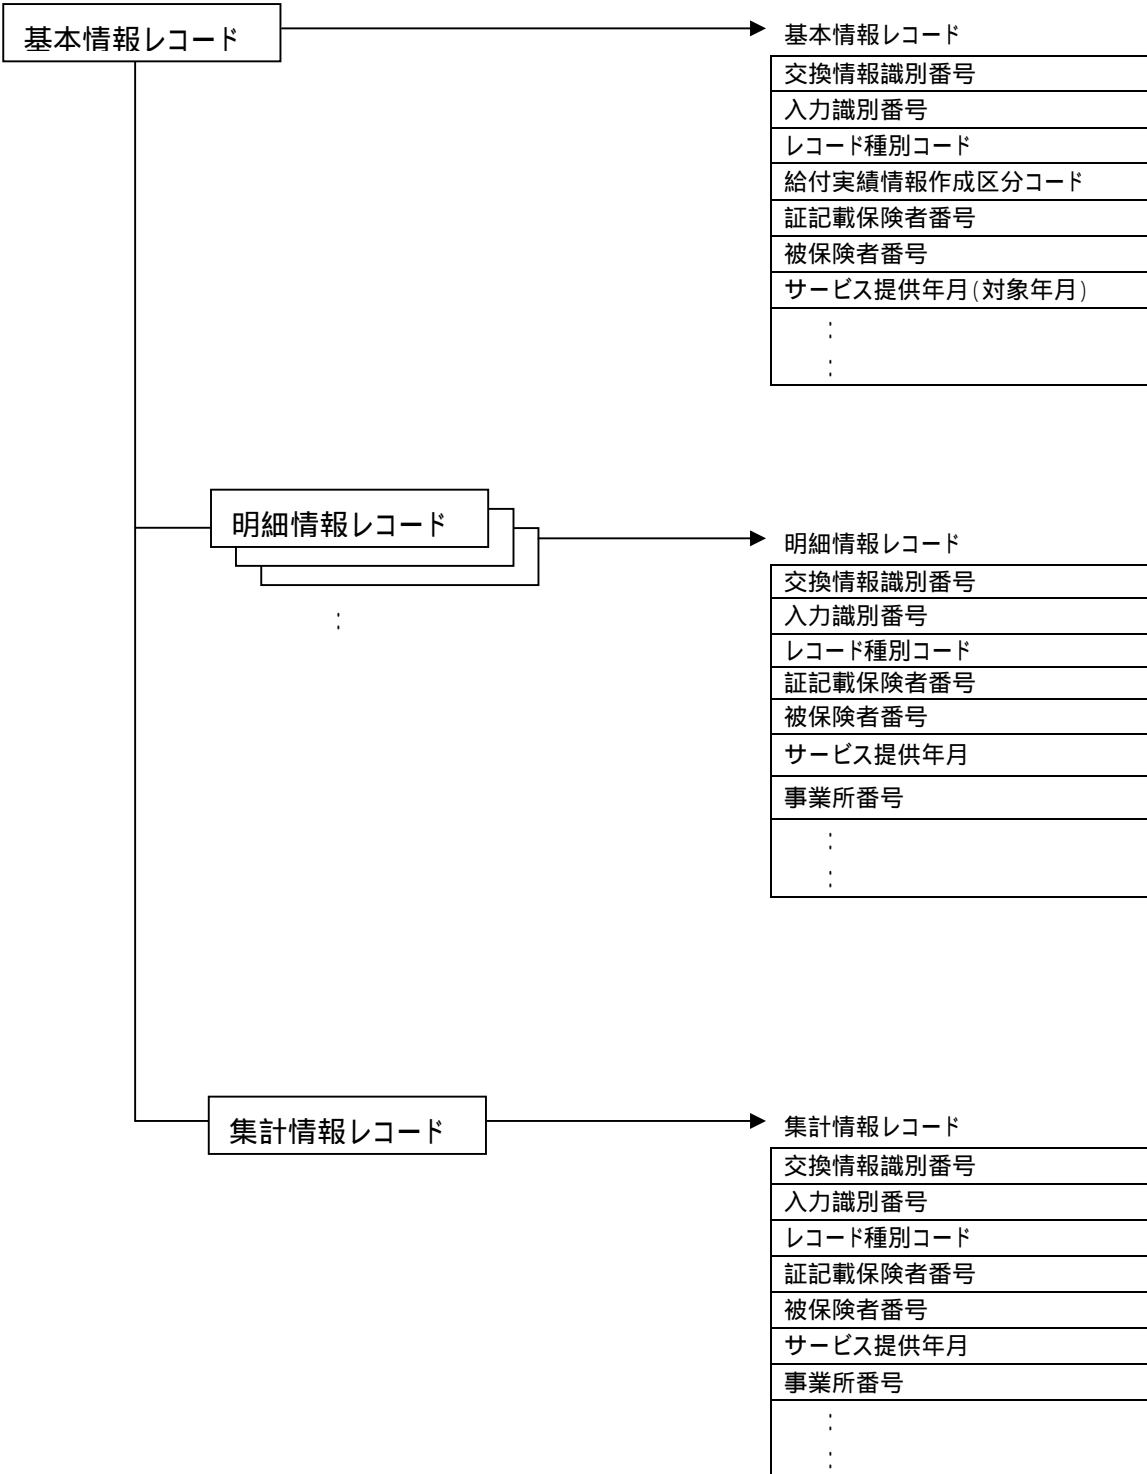 基本情報レコード
基本情報レコード
交換情報識別番号
入力識別番号
レコード種別コード
給付実績情報作成区分コード
証記載保険者番号
被保険者番号
サービス提供年月(対象年月)
:
:
明細情報レコード
:
明細情報レコード
交換情報識別番号
入力識別番号
レコード種別コード
証記載保険者番号
被保険者番号
サービス提供年月
事業所番号
:
:
集計情報レコード
集計情報レコード
交換情報識別番号
入力識別番号
レコード種別コード
証記載保険者番号
被保険者番号
サービス提供年月
事業所番号
:
: